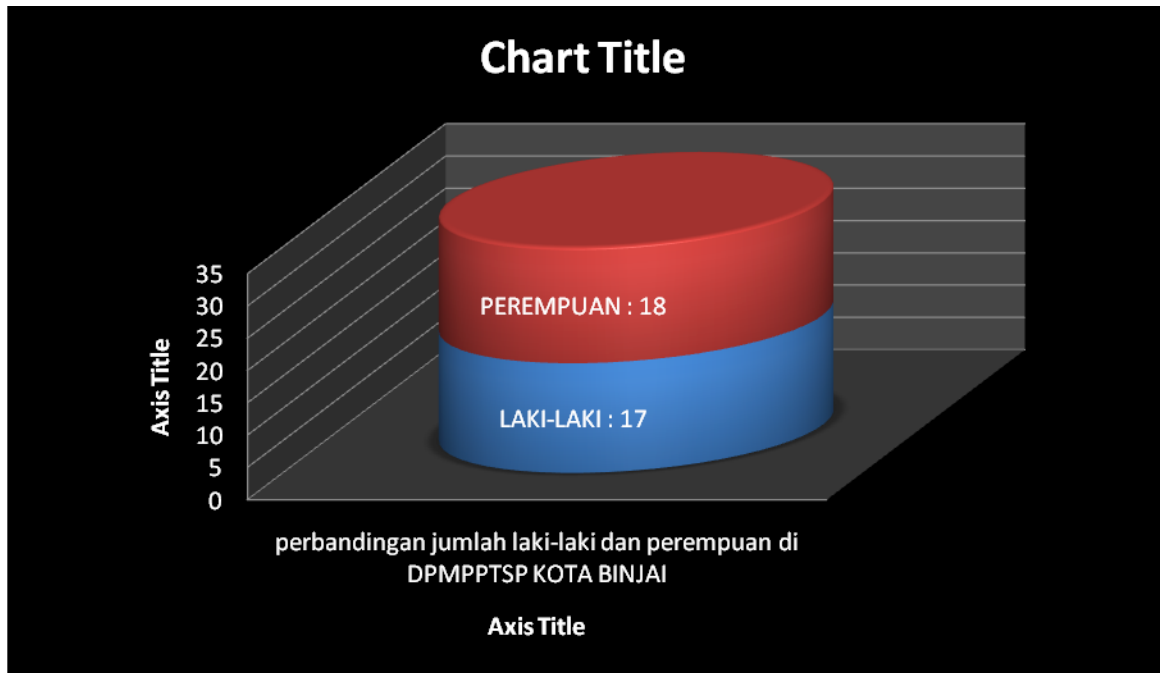 Chart Title
35
30
25
20
15
10
5
0
Axis Title
PEREMPUAN : 18
LAKI-LAKI : 17
perbandingan jumlah laki-laki dan perempuan di
DPMPPTSP KOTA BINJAI
Axis Title